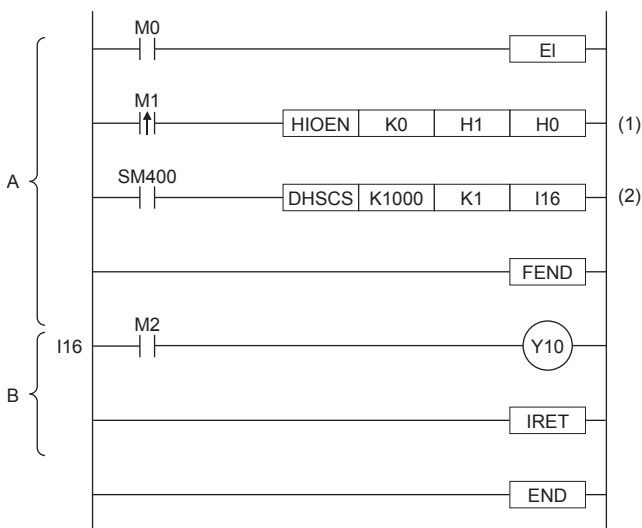 M0
EI
M1
HIOEN K0 H1 H0 (1)
A
SM400
DHSCS K1000 K1 I16 (2)
FEND
M2
I16 Y10
B
IRET
END